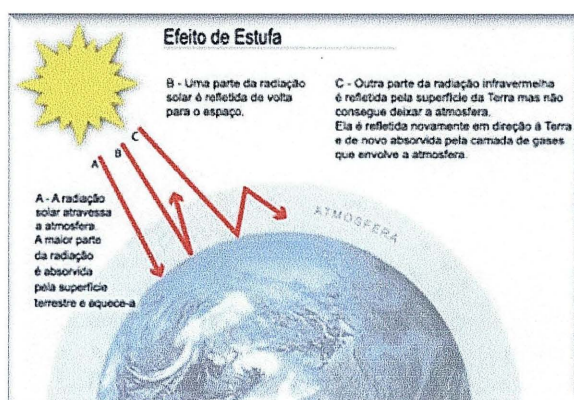 Efeito de Estufa
B - Uma parte da radiação
solar é refletida de volta
para o espaço.
C - Outra parte da radiação infravermelha
é refletida pela superfície da Terra mas não
consegue deixar a atmosfera.
Ela é refletida novamente em direção à Terra
e de novo absorvida pela camada de gases
que envolve a atmosfera.
A
B
C
A - A radiação
solar atravessa
a atmosfera.
A maior parte
da radiação
é absorvida
pela superfície
terrestre e aquece-a
ATMOSFERA